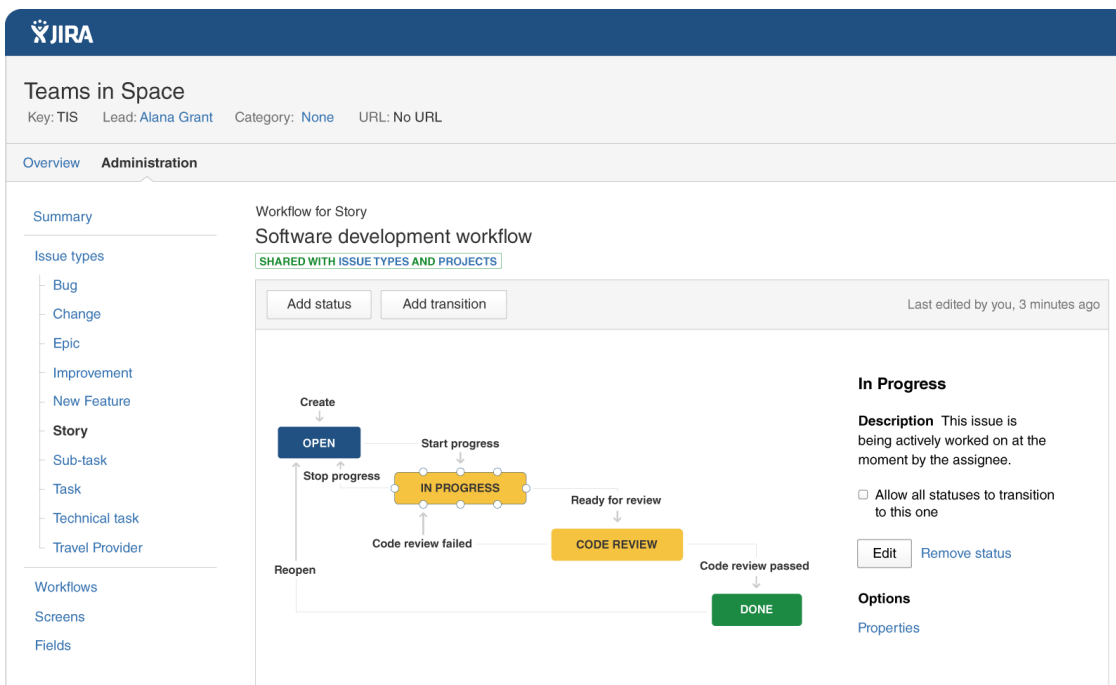 JIRA
Teams in Space
Key: TIS Lead: Alana Grant Category: None URL: No URL
Overview Administration
Summary
Issue types
Bug
Change
Epic
Improvement
New Feature
Story
Sub-task
Task
Technical task
Travel Provider
Workflows
Screens
Fields
Workflow for Story
Software development workflow
SHARED WITH ISSUE TYPES AND PROJECTS
Add status Add transition Last edited by you, 3 minutes ago
Create
OPEN
Start progress
Stop progress
IN PROGRESS
Ready for review
Code review failed
CODE REVIEW
Reopen
Code review passed
DONE
In Progress
Description This issue is
being actively worked on at the
moment by the assignee.
Allow all statuses to transition
to this one
Edit Remove status
Options
Properties